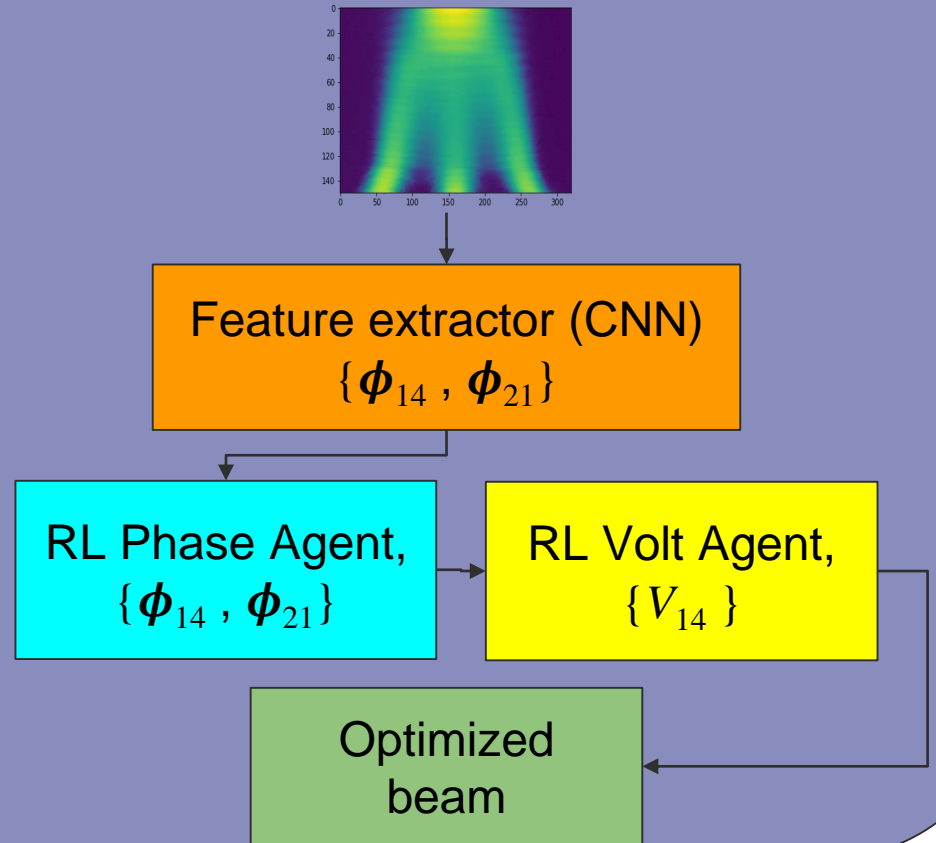 0
20
40
60
80
100
120
140
0 50 100 150 200 250 300
Feature extractor (CNN)
{ϕ₁₄ , ϕ₂₁}
RL Phase Agent,
{ϕ₁₄ , ϕ₂₁}
RL Volt Agent,
{V₁₄ }
Optimized
beam